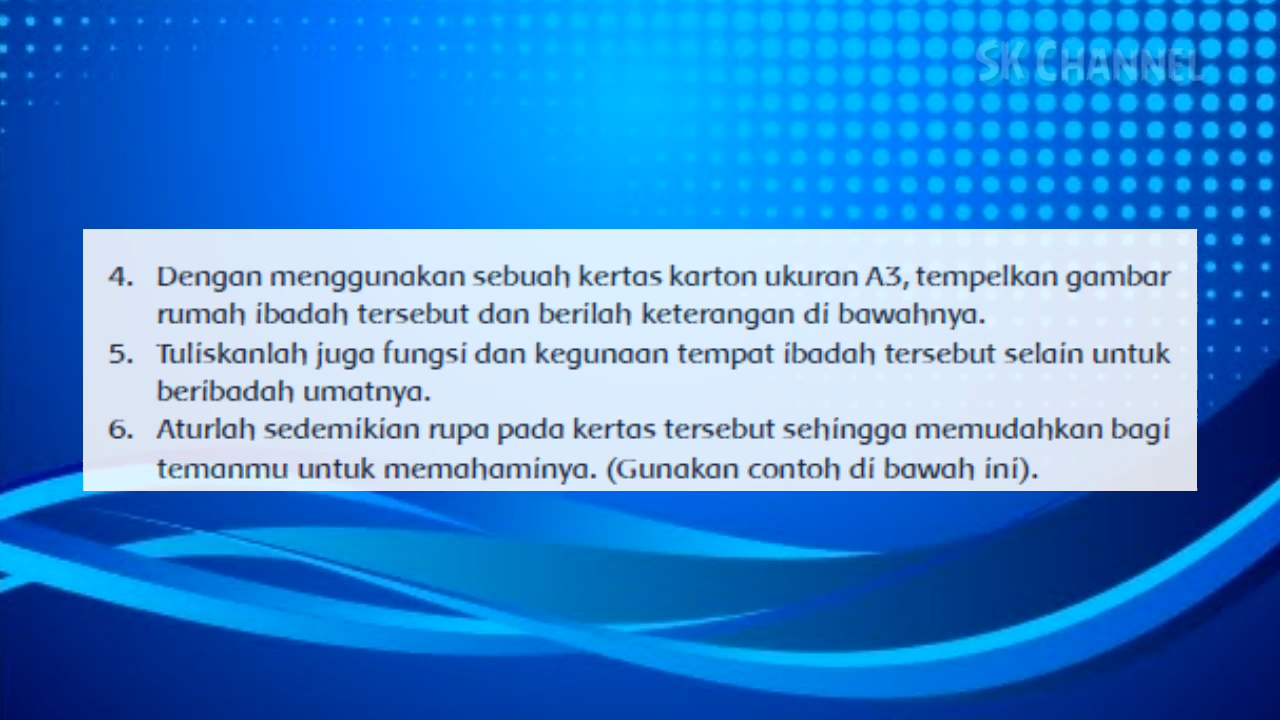 SK CHANNEL
4. Dengan menggunakan sebuah kertas karton ukuran A3, tempelkan gambar
rumah ibadah tersebut dan berilah keterangan di bawahnya.
5. Tuliskanlah juga fungsi dan kegunaan tempat ibadah tersebut selain untuk
beribadah umatnya.
6. Aturlah sedemikian rupa pada kertas tersebut sehingga memudahkan bagi
temanmu untuk memahaminya. (Gunakan contoh di bawah ini).